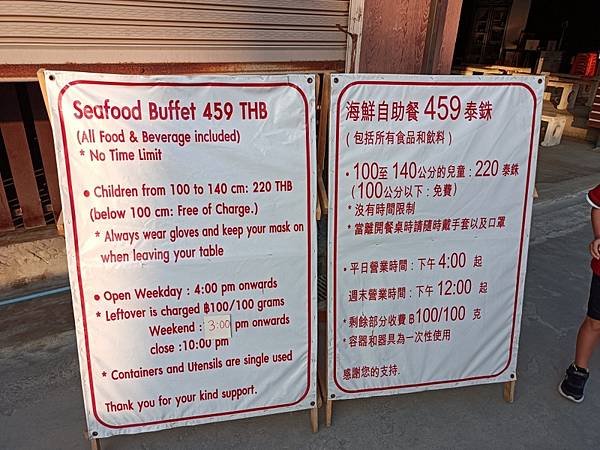 Seafood Buffet 459 THB
(All Food & Beverage included)
* No Time Limit
• Children from 100 to 140 cm: 220 THB
(below 100 cm: Free of Charge.)
* Always wear gloves and keep your mask on
when leaving your table
• Open Weekday : 4:00 pm onwards
* Leftover is charged ฿100/100 grams
Weekend : 3:00 pm onwards
close :10:00 pm
* Containers and Utensils are single used
Thank you for your kind support.
海鮮自助餐 459 泰銖
(包括所有食品和飲料)
• 100至 140公分的兒童：220 泰銖
(100公分以下：免費)
* 沒有時間限制
* 當離開餐桌時請隨時戴手套以及口罩
• 平日營業時間：下午 4:00 起
週末營業時間：下午 12:00 起
* 剩餘部分收費 ฿100/100 克
* 容器和器具為一次性使用
感謝您的支持.